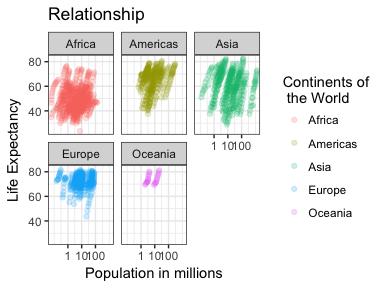 Relationship
Africa
Americas
Asia
80
60
40
1 10100
Europe
Oceania
80
60
40
1 10100
1 10100
Population in millions
Life Expectancy
Continents of
the World
Africa
Americas
Asia
Europe
Oceania